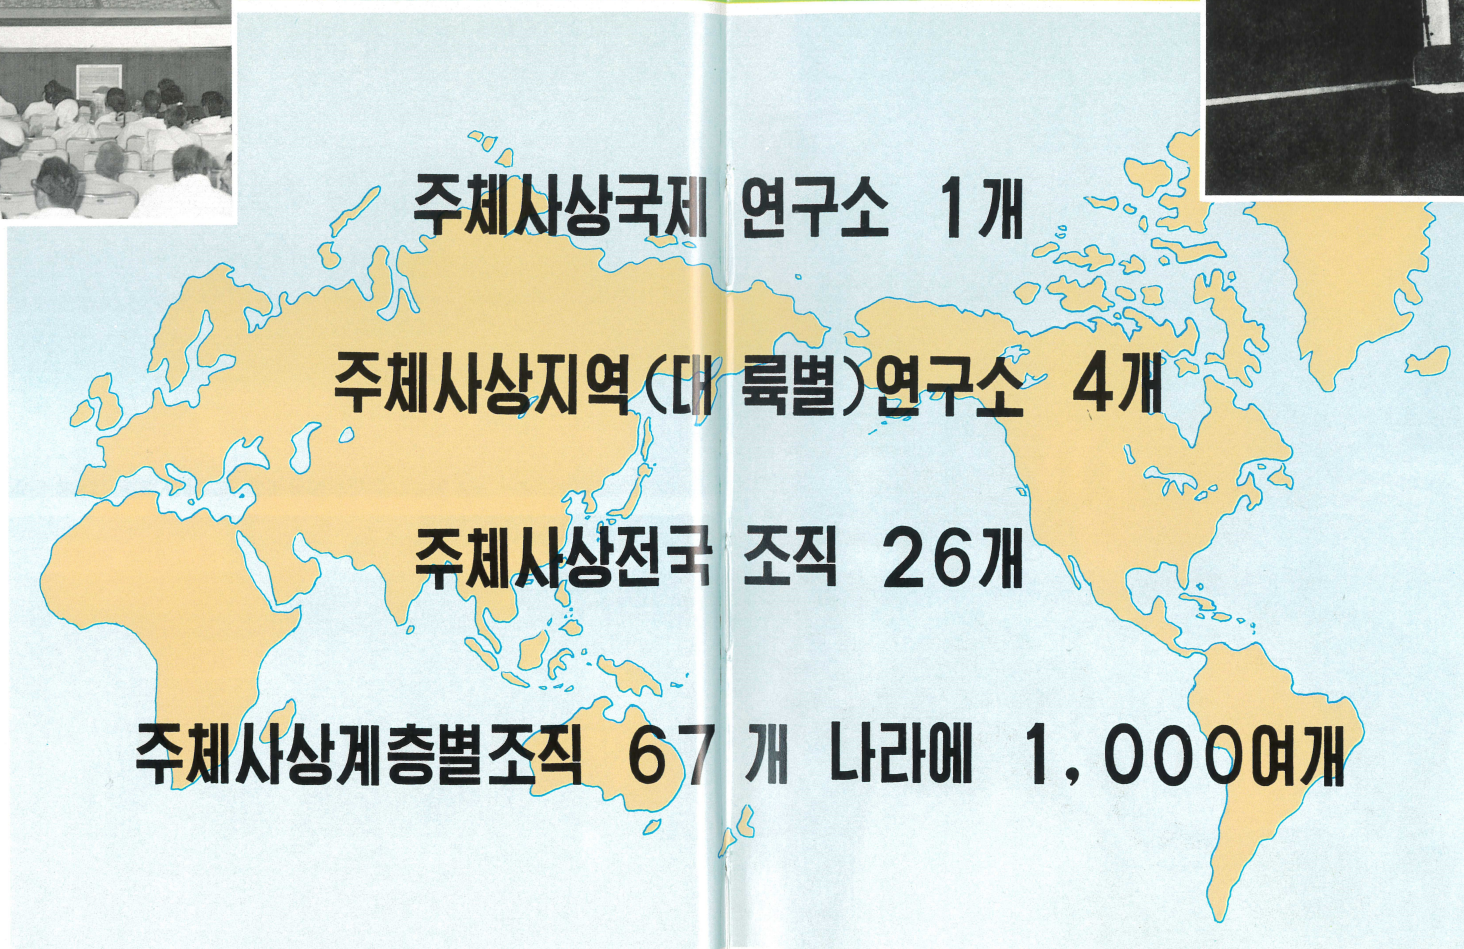 주체사상국제 연구소 1개
주체사상지역(대륙별)연구소 4개
주체사상전국 조직 26개
주체사상계층별조직 67개 나라에 1,000여개